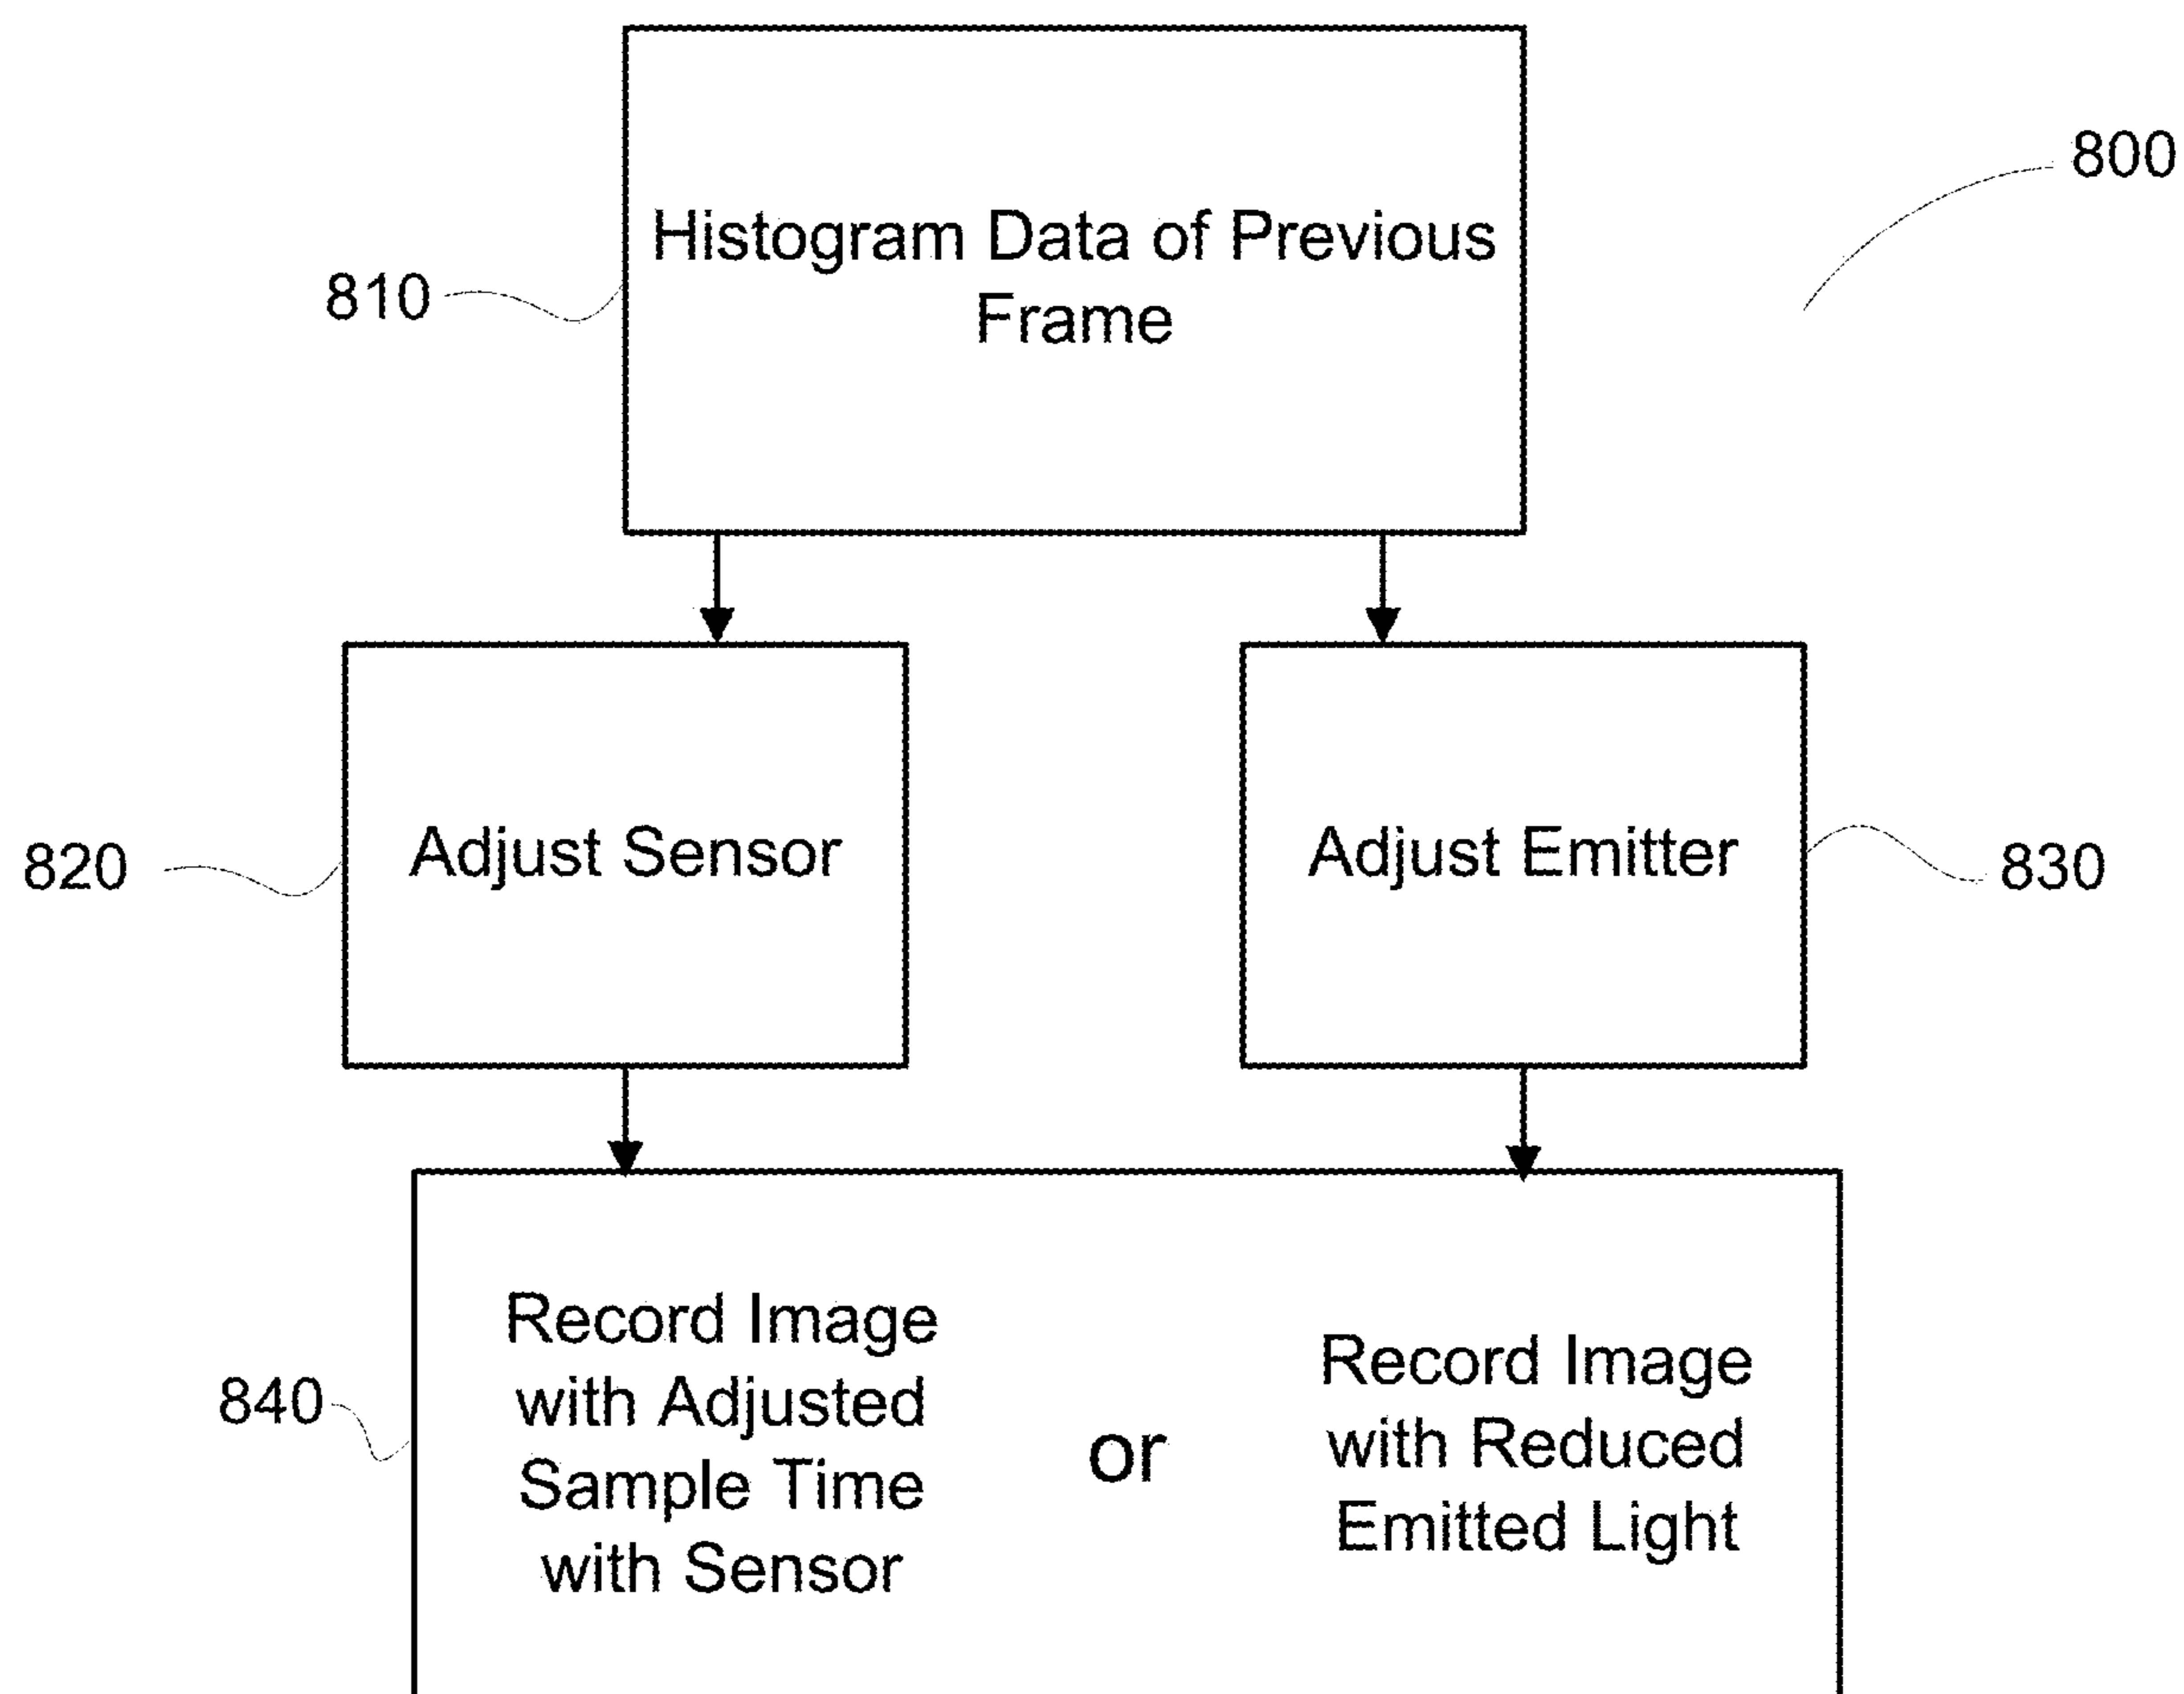 800
Histogram Data of Previous
Frame
810
Adjust Sensor
Adjust Emitter
820
830
Record Image
with Adjusted
Sample Time
with Sensor
or
Record Image
with Reduced
Emitted Light
840